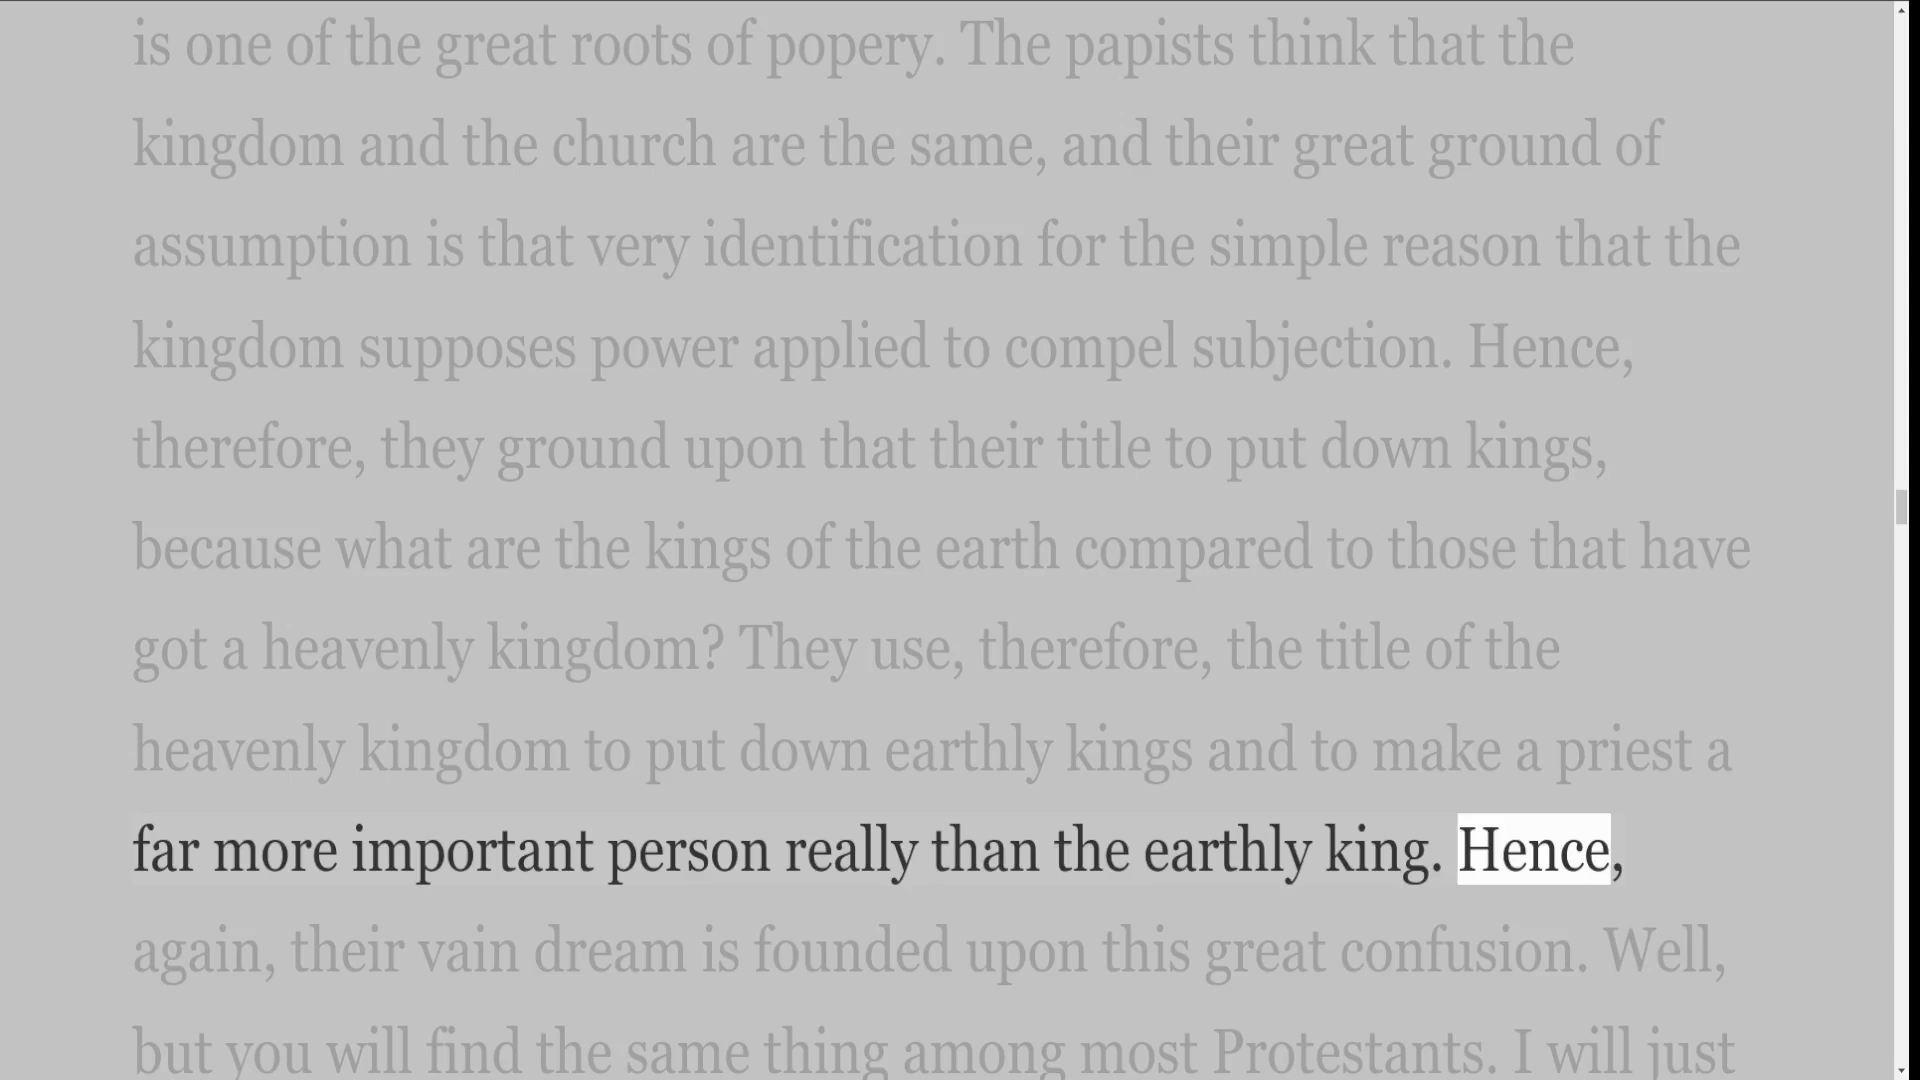 is one of the great roots of popery. The papists think that the
kingdom and the church are the same, and their great ground of
assumption is that very identification for the simple reason that the
kingdom supposes power applied to compel subjection. Hence,
therefore, they ground upon that their title to put down kings,
because what are the kings of the earth compared to those that have
got a heavenly kingdom? They use, therefore, the title of the
heavenly kingdom to put down earthly kings and to make a priest a
far more important person really than the earthly king. Hence,
again, their vain dream is founded upon this great confusion. Well,
but you will find the same thing among most Protestants. I will just